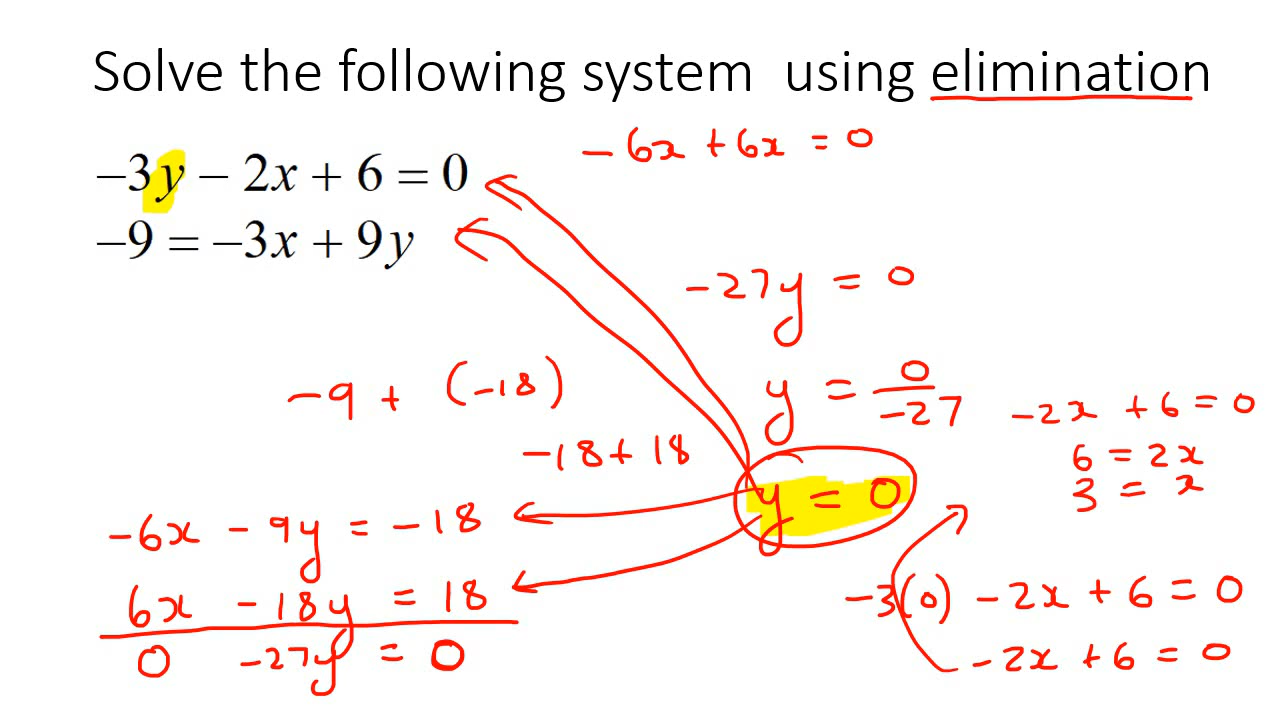 Solve the following system using elimination
-6x + 6x = 0
−3y − 2x + 6 = 0
−9 = −3x + 9y
-27y = 0
-9 + (-18)
y = 0/-27
-2x + 6 = 0
-18 + 18
6 = 2x
3 = x
y = 0
-6x - 9y = -18
6x - 18y = 18
0 -27y = 0
-3(0) - 2x + 6 = 0
-2x + 6 = 0